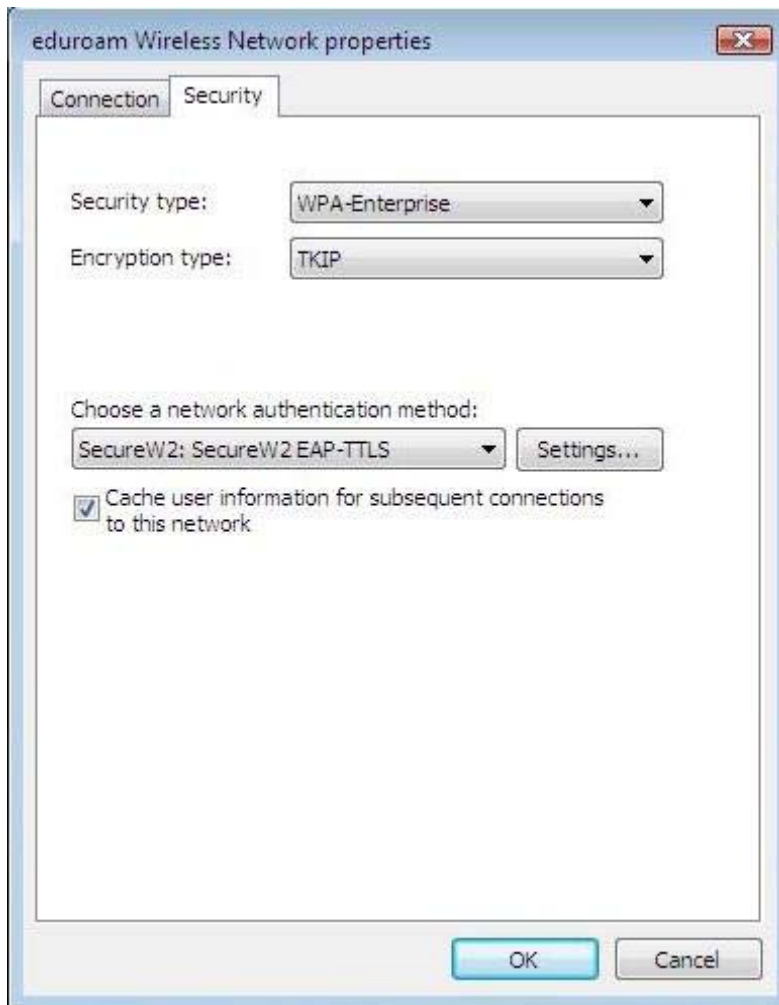 eduroam Wireless Network properties
Connection
Security
Security type:
WPA-Enterprise
Encryption type:
TKIP
Choose a network authentication method:
SecureW2: SecureW2 EAP-TTLS
Settings...
Cache user information for subsequent connections
to this network
OK
Cancel